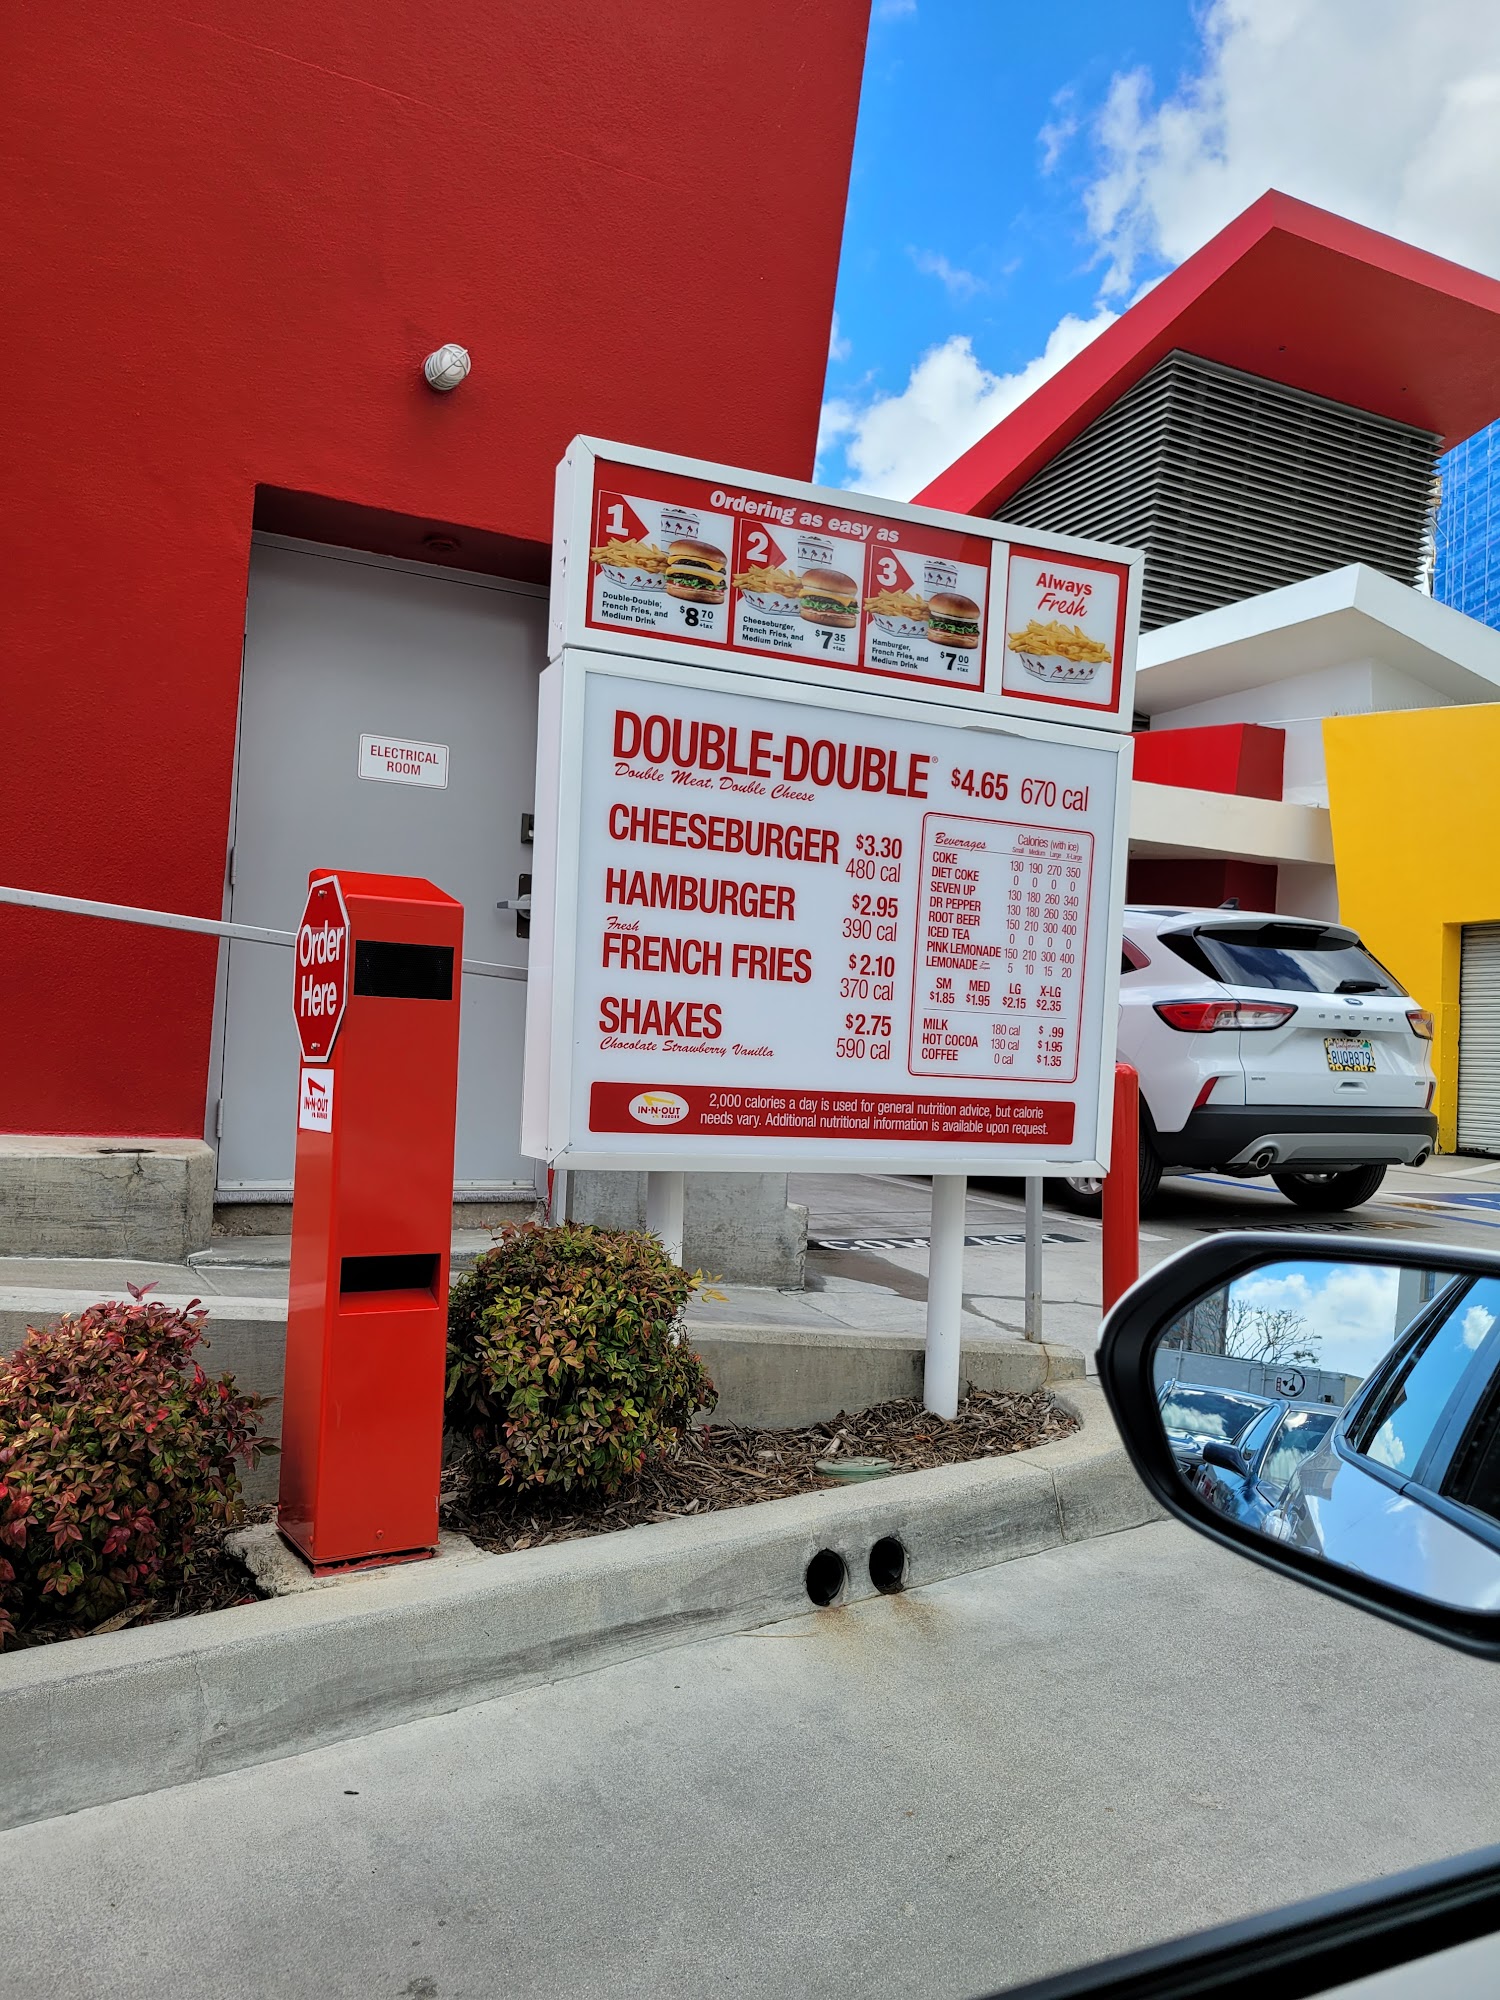 Ordering as easy as
1
Double-Double,
French Fries, and
Medium Drink
$8 70
+tax
2
Cheeseburger,
French Fries, and
Medium Drink
$7 35
+tax
3
Hamburger,
French Fries, and
Medium Drink
$7 00
+tax
Always
Fresh
DOUBLE-DOUBLE® $4.65 670 cal
Double Meat, Double Cheese
CHEESEBURGER $3.30
480 cal
HAMBURGER $2.95
390 cal
Fresh
FRENCH FRIES $2.10
370 cal
SHAKES $2.75
Chocolate Strawberry Vanilla 590 cal
Beverages Calories (with ice)
Small Medium Large X-Large
COKE 130 190 270 350
DIET COKE 0 0 0 0
SEVEN UP 130 180 260 340
DR PEPPER 130 180 260 350
ROOT BEER 150 210 300 400
ICED TEA 0 0 0 0
PINK LEMONADE 150 210 300 400
LEMONADE 5 10 15 20
SM MED LG X-LG
$1.85 $1.95 $2.15 $2.35
MILK 180 cal $ .99
HOT COCOA 130 cal $1.95
COFFEE 0 cal $1.35
IN-N-OUT
BURGER
2,000 calories a day is used for general nutrition advice, but calorie
needs vary. Additional nutritional information is available upon request.
ELECTRICAL
ROOM
Order
Here
IN-N-OUT
BURGER
ESCAPE
8UQB879
COMPACT